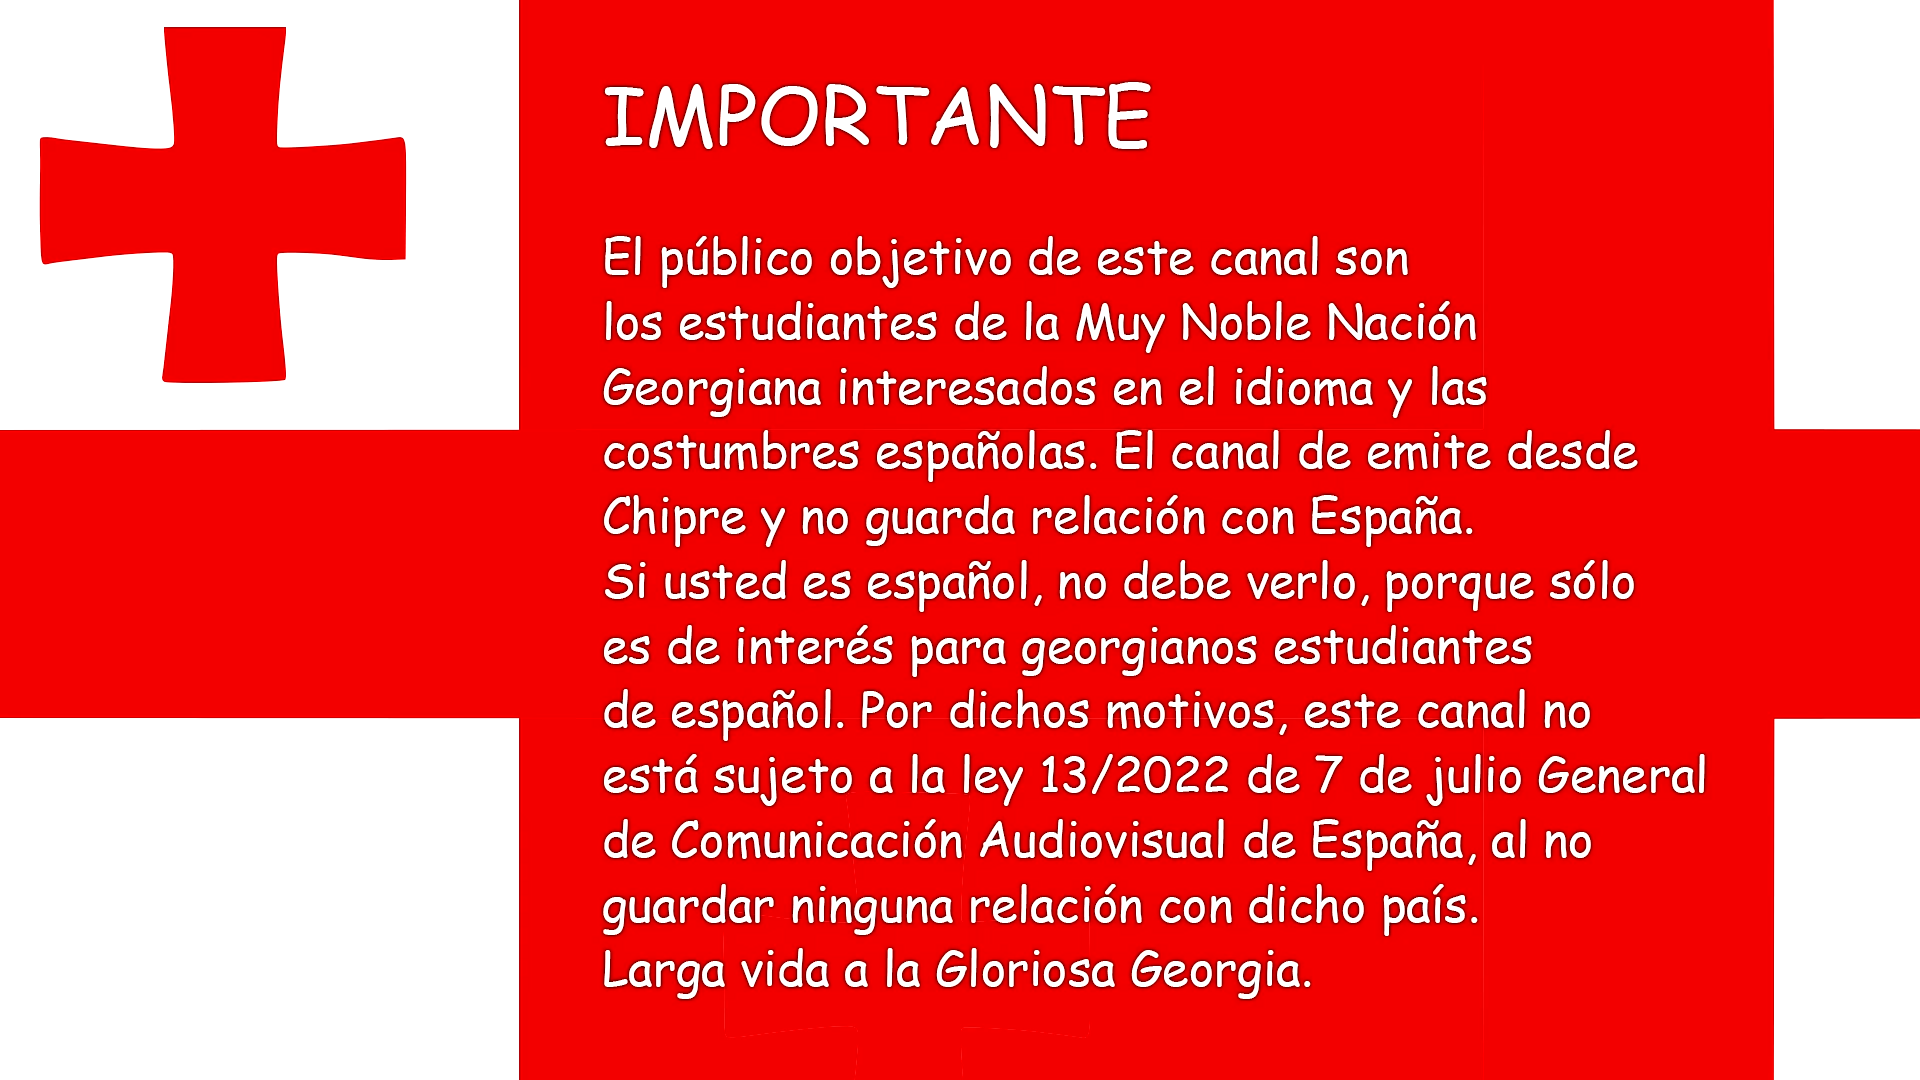 IMPORTANTE
El público objetivo de este canal son
los estudiantes de la Muy Noble Nación
Georgiana interesados en el idioma y las
costumbres españolas. El canal de emite desde
Chipre y no guarda relación con España.
Si usted es español, no debe verlo, porque sólo
es de interés para georgianos estudiantes
de español. Por dichos motivos, este canal no
está sujeto a la ley 13/2022 de 7 de julio General
de Comunicación Audiovisual de España, al no
guardar ninguna relación con dicho país.
Larga vida a la Gloriosa Georgia.